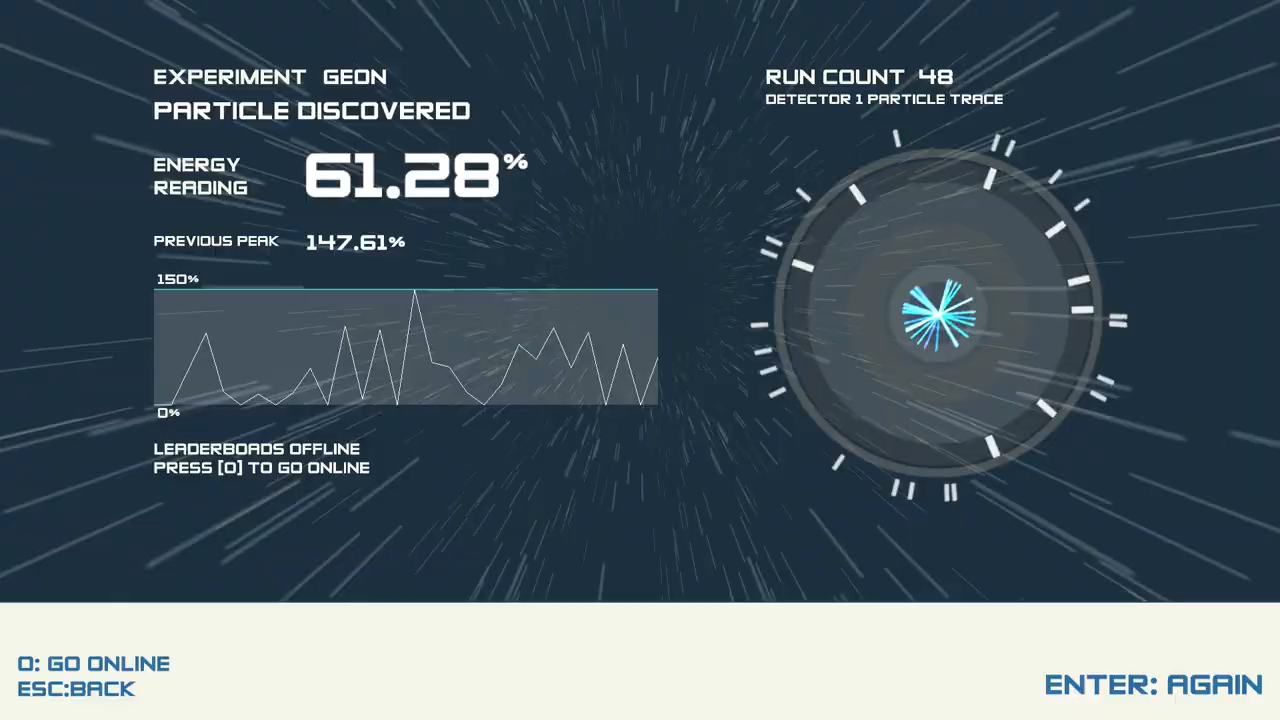 EXPERIMENT GEON
PARTICLE DISCOVERED
ENERGY READING 61.28%
PREVIOUS PEAK 147.61%
150%
0%
LEADERBOADS OFFLINE
PRESS [O] TO GO ONLINE
RUN COUNT 48
DETECTOR 1 PARTICLE TRACE
O: GO ONLINE
ESC:BACK
ENTER: AGAIN